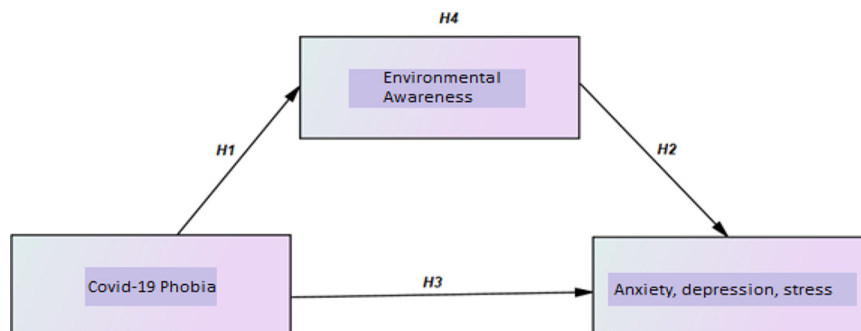 H4
Environmental
Awareness
H1
H2
Covid-19 Phobia
H3
Anxiety, depression, stress